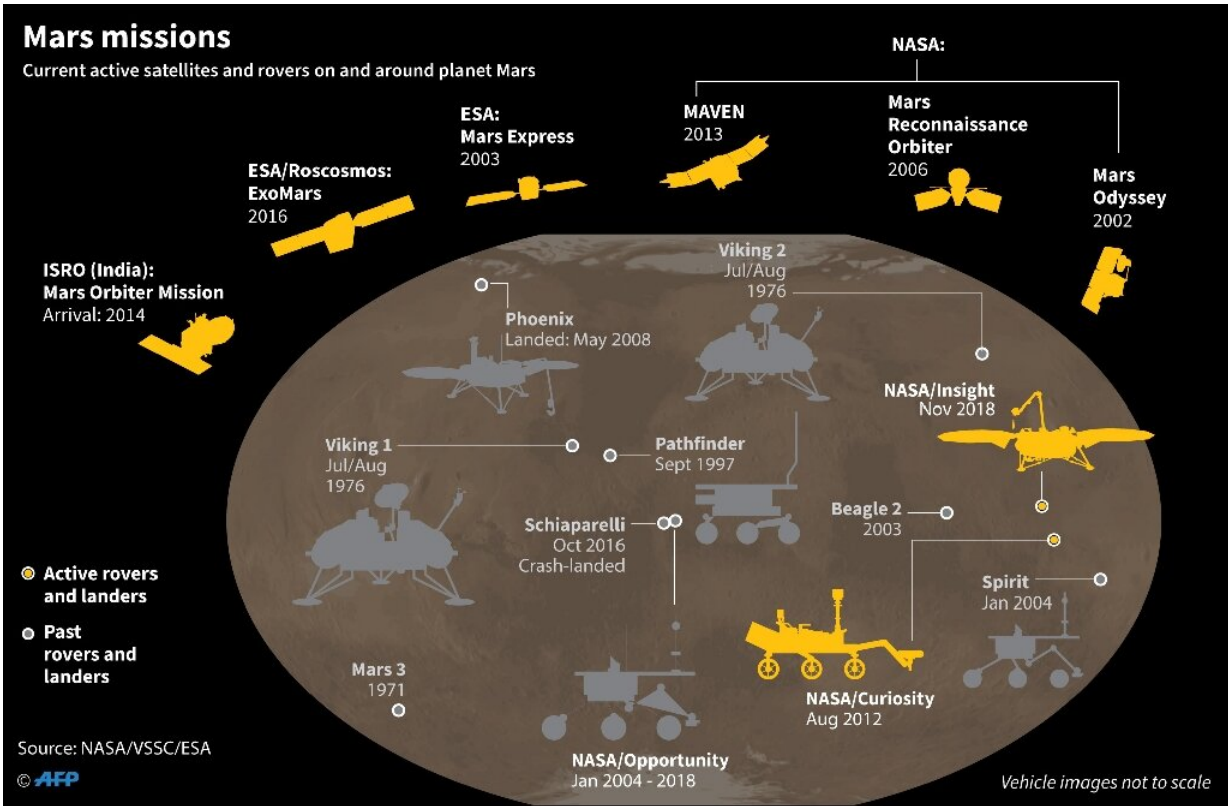 Mars missions
Current active satellites and rovers on and around planet Mars
NASA:
ESA:
Mars Express
2003
MAVEN
2013
Mars
Reconnaissance
Orbiter
2006
ESA/Roscosmos:
ExoMars
2016
Mars
Odyssey
2002
ISRO (India):
Mars Orbiter Mission
Arrival: 2014
Viking 2
Jul/Aug
1976
Phoenix
Landed: May 2008
NASA/Insight
Nov 2018
Viking 1
Jul/Aug
1976
Pathfinder
Sept 1997
Schiaparelli
Oct 2016
Crash-landed
Beagle 2
2003
Active rovers
and landers
Spirit
Jan 2004
Past
rovers and
landers
Mars 3
1971
NASA/Curiosity
Aug 2012
NASA/Opportunity
Jan 2004 - 2018
Source: NASA/VSSC/ESA
© AFP
Vehicle images not to scale